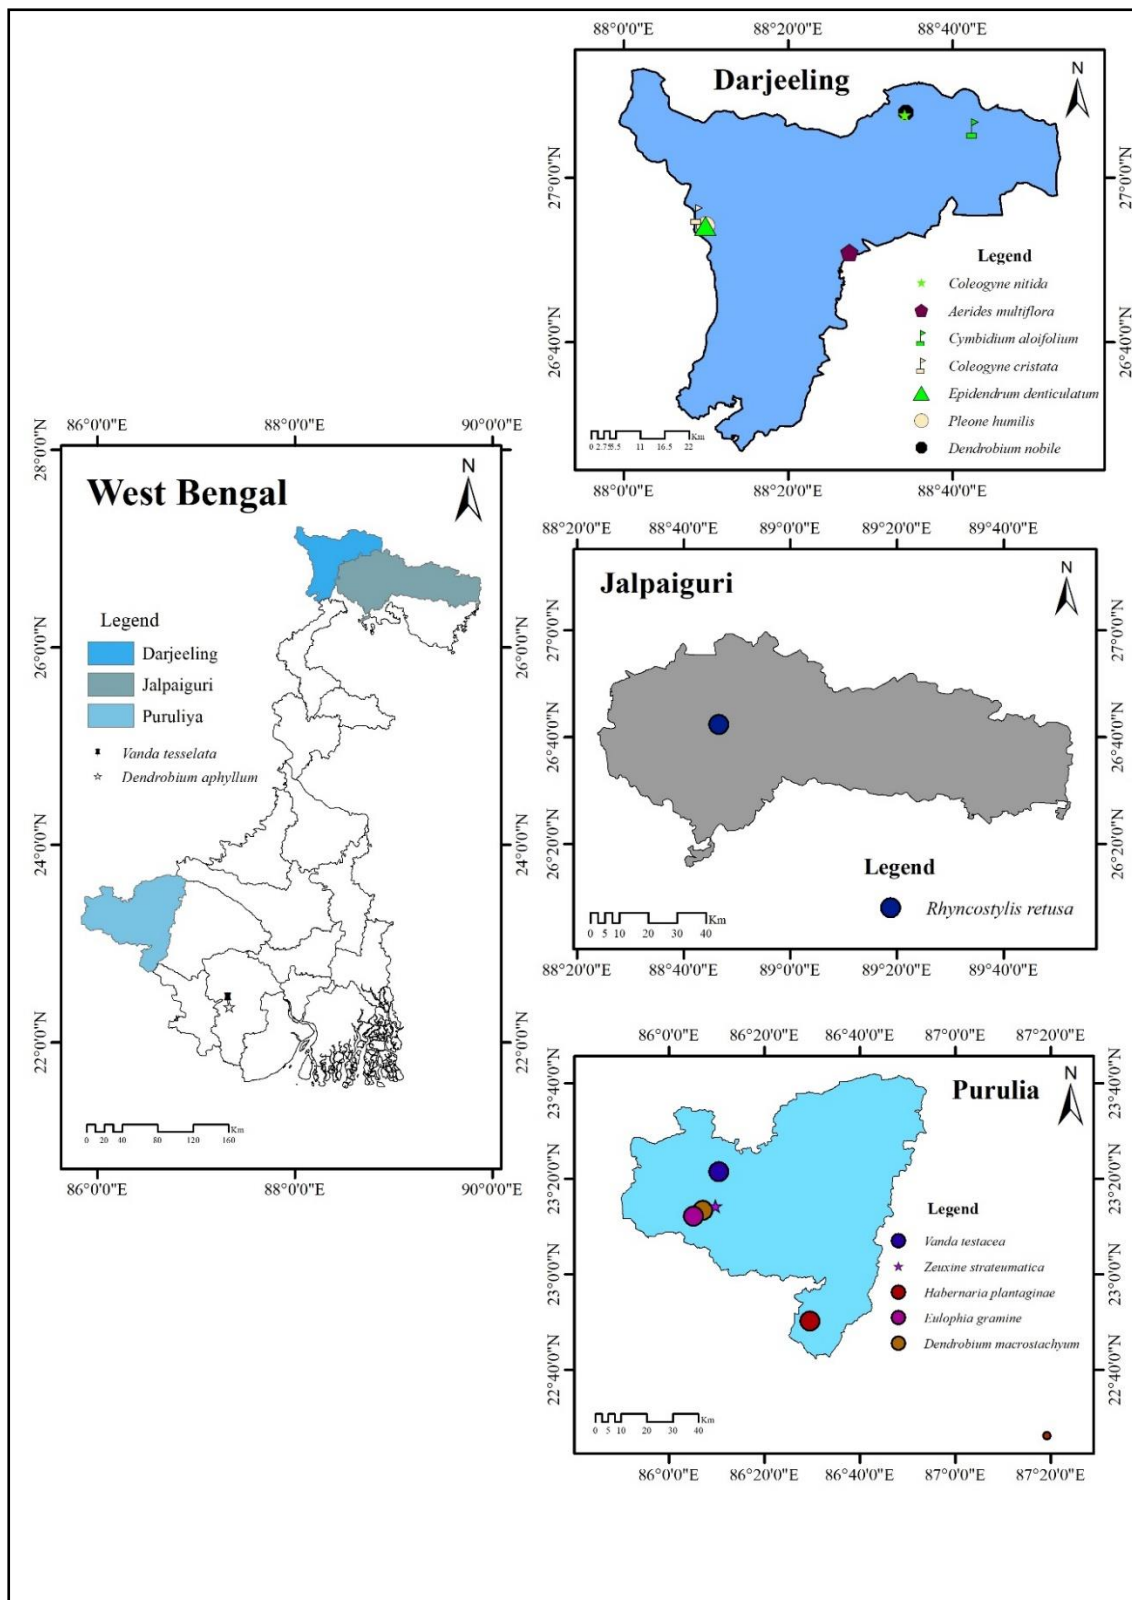 88°0'0"E 88°20'0"E 88°40'0"E
Darjeeling
N
27°0'0"N 27°0'0"N
26°40'0"N 26°40'0"N
Legend
Coleogyne nitida
Aerides multiflora
Cymbidium aloifolium
Coleogyne cristata
Epidendrum denticulatum
Pleone humilis
Dendrobium nobile
0 2.75 5.5 11 16.5 22 Km
88°0'0"E 88°20'0"E 88°40'0"E
86°0'0"E 88°0'0"E 90°0'0"E
West Bengal
N
28°0'0"N 28°0'0"N
26°0'0"N 26°0'0"N
24°0'0"N 24°0'0"N
22°0'0"N 22°0'0"N
Legend
Darjeeling
Jalpaiguri
Puruliya
Vanda tesselata
Dendrobium aphyllum
0 20 40 80 120 160 Km
86°0'0"E 88°0'0"E 90°0'0"E
88°20'0"E 88°40'0"E 89°0'0"E 89°20'0"E 89°40'0"E
Jalpaiguri
N
27°0'0"N 27°0'0"N
26°40'0"N 26°40'0"N
26°20'0"N 26°20'0"N
Legend
Rhyncostylis retusa
0 5 10 20 30 40 Km
88°20'0"E 88°40'0"E 89°0'0"E 89°20'0"E 89°40'0"E
86°0'0"E 86°20'0"E 86°40'0"E 87°0'0"E 87°20'0"E
Purulia
N
23°40'0"N 23°40'0"N
23°20'0"N 23°20'0"N
23°0'0"N 23°0'0"N
22°40'0"N 22°40'0"N
Legend
Vanda testacea
Zeuxine strateumatica
Habernaria plantaginae
Eulophia gramine
Dendrobium macrostachyum
0 5 10 20 30 40 Km
86°0'0"E 86°20'0"E 86°40'0"E 87°0'0"E 87°20'0"E